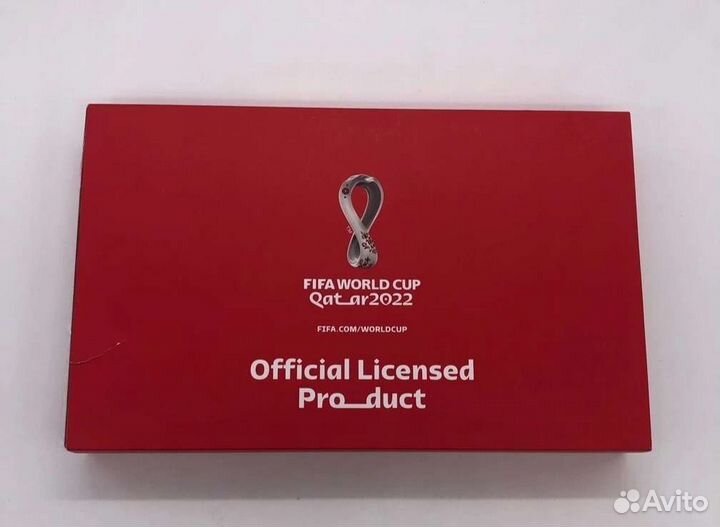 FIFA WORLD CUP
Qatar2022
FIFA.COM/WORLDCUP
Official Licensed
Product
Avito